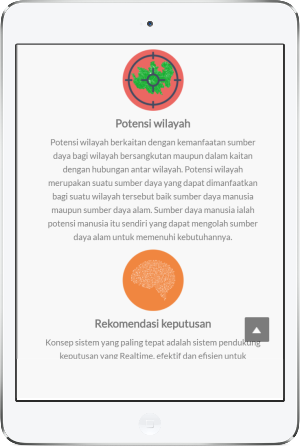 Potensi wilayah
Potensi wilayah berkaitan dengan kemanfaatan sumber
daya bagi wilayah bersangkutan maupun dalam kaitan
dengan hubungan antar wilayah. Potensi wilayah
merupakan suatu sumber daya yang dapat dimanfaatkan
bagi suatu wilayah tersebut baik sumber daya manusia
maupun sumber daya alam. Sumber daya manusia ialah
potensi manusia itu sendiri yang dapat mengolah sumber
daya alam untuk memenuhi kebutuhannya.
Rekomendasi keputusan
Konsep sistem yang paling tepat adalah sistem pendukung
keputusan yang Realtime, efektif dan efisien untuk